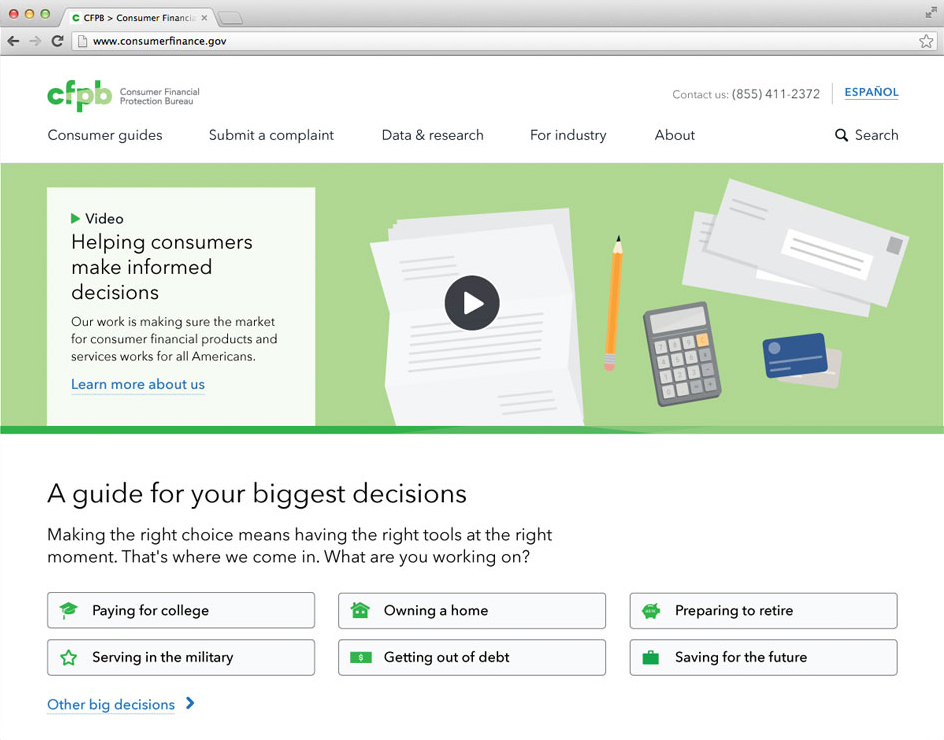 CFPB > Consumer Financia
www.consumerfinance.gov
cfpb Consumer Financial
Protection Bureau
Contact us: (855) 411-2372
ESPAÑOL
Consumer guides
Submit a complaint
Data & research
For industry
About
Search
Video
Helping consumers
make informed
decisions
Our work is making sure the market
for consumer financial products and
services works for all Americans.
Learn more about us
A guide for your biggest decisions
Making the right choice means having the right tools at the right
moment. That's where we come in. What are you working on?
Paying for college
Owning a home
Preparing to retire
Serving in the military
$
Getting out of debt
Saving for the future
Other big decisions